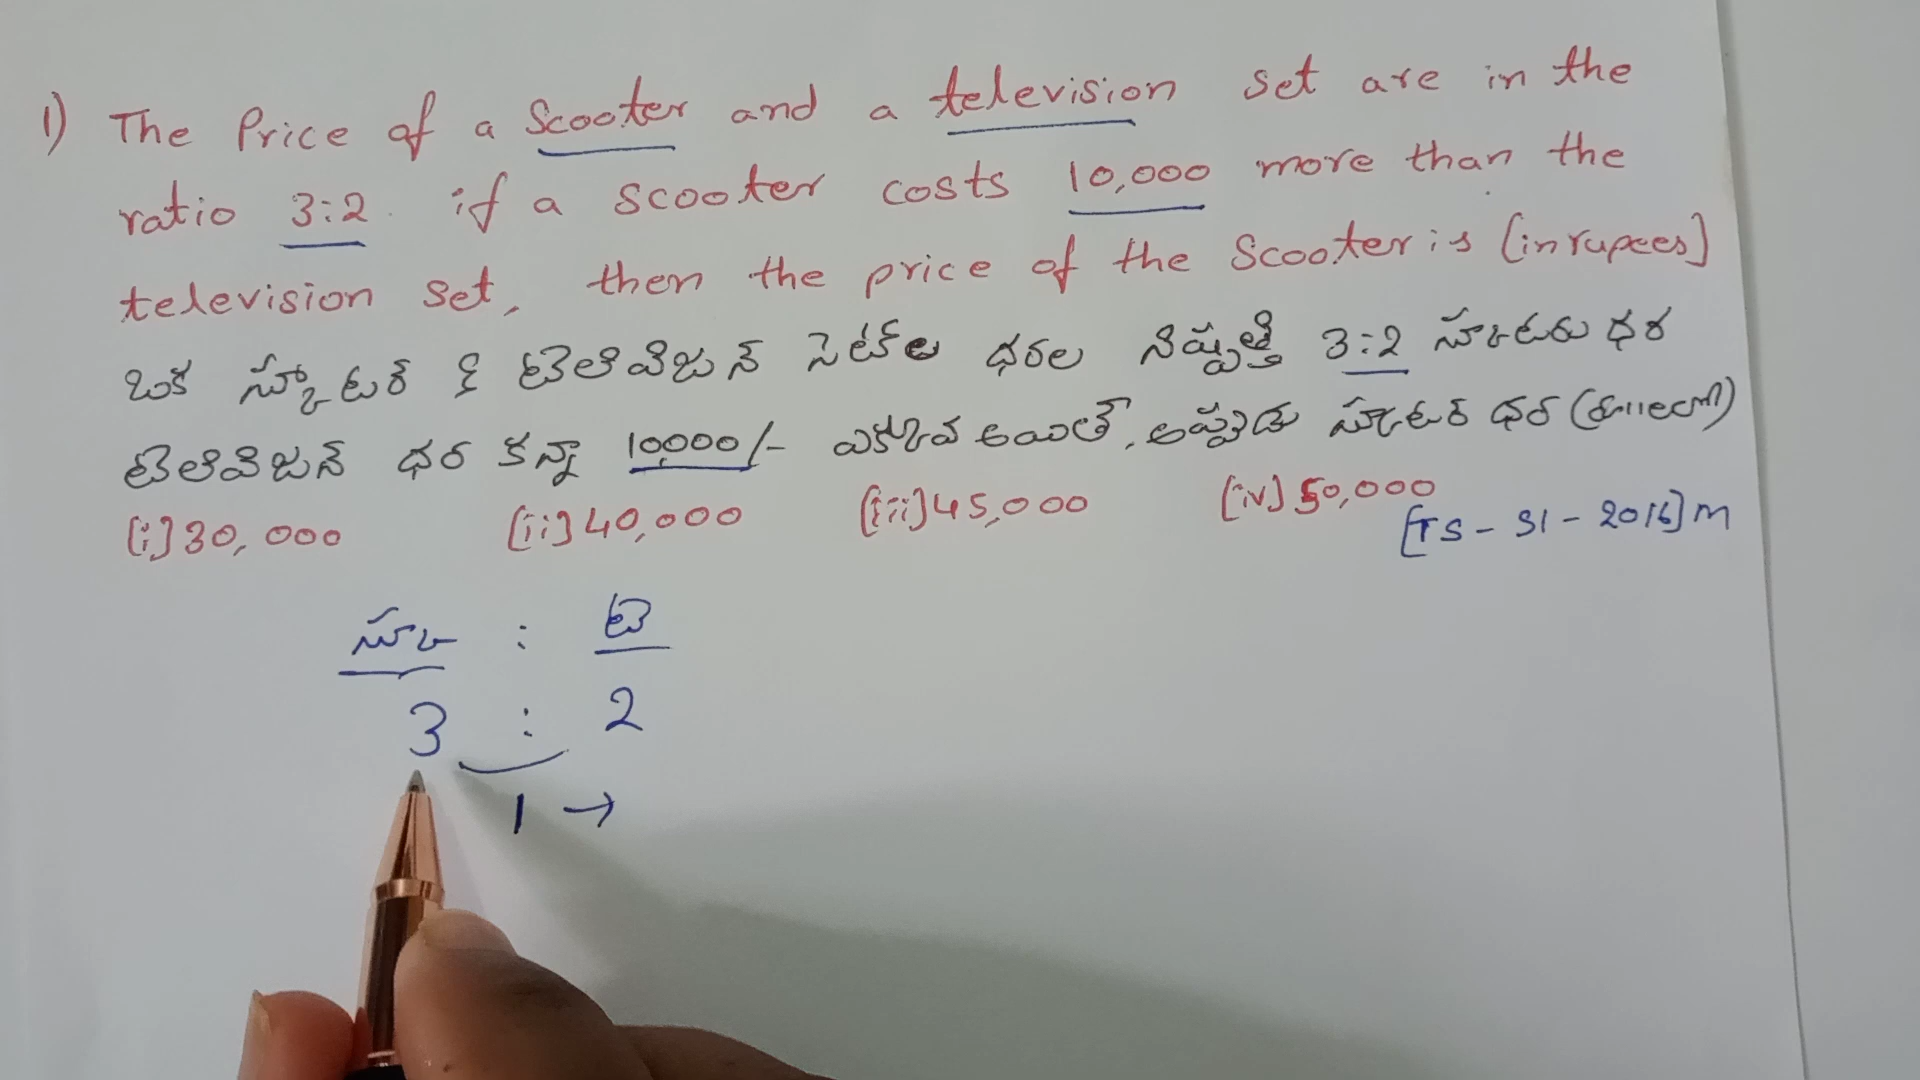 1) The Price of a Scooter and a television set are in the
ratio 3:2. if a scooter costs 10,000 more than the
television set, then the price of the Scooter is [in rupees]
ఒక స్కూటర్ కి టెలివిజన్ సెట్‌ల ధరల నిష్పత్తి 3:2 స్కూటరు ధర
టెలివిజన్ ధర కన్నా 10,000/- ఎక్కువ అయితే, అప్పుడు స్కూటర్ ధర (రూ॥లలో)
[i] 30,000 [ii] 40,000 [iii] 45,000 [iv] 50,000
[TS - SI - 2016] M
స్కూ : టె
3 : 2
1 →